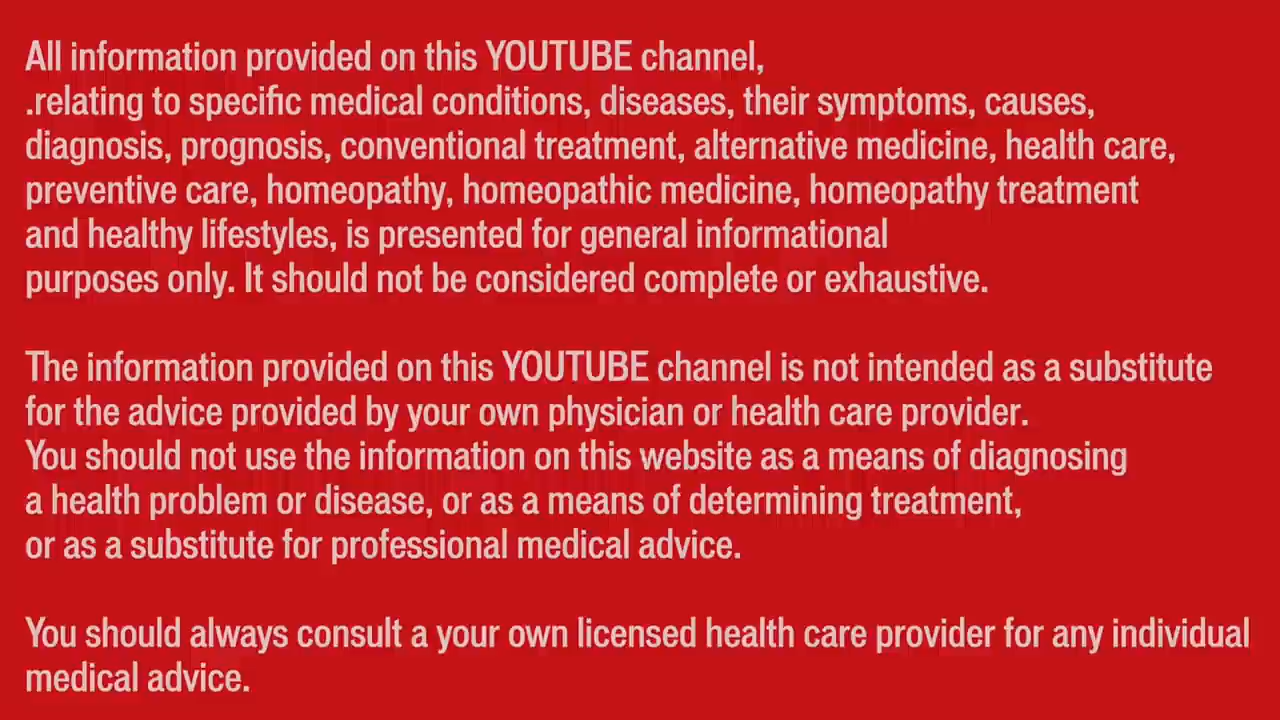 All information provided on this YOUTUBE channel,
.relating to specific medical conditions, diseases, their symptoms, causes,
diagnosis, prognosis, conventional treatment, alternative medicine, health care,
preventive care, homeopathy, homeopathic medicine, homeopathy treatment
and healthy lifestyles, is presented for general informational
purposes only. It should not be considered complete or exhaustive.
The information provided on this YOUTUBE channel is not intended as a substitute
for the advice provided by your own physician or health care provider.
You should not use the information on this website as a means of diagnosing
a health problem or disease, or as a means of determining treatment,
or as a substitute for professional medical advice.
You should always consult a your own licensed health care provider for any individual
medical advice.